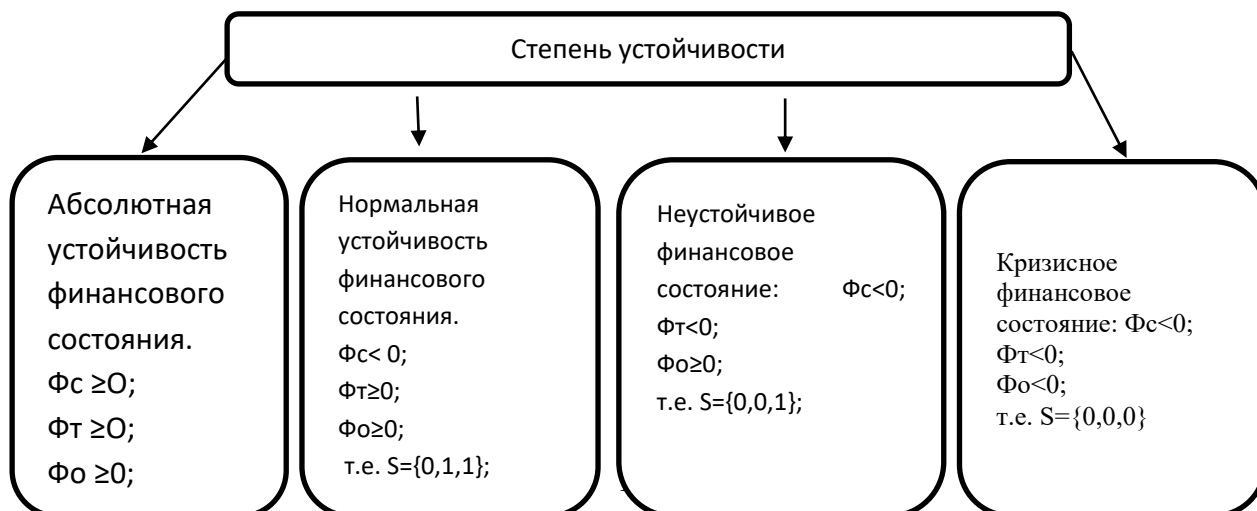 Степень устойчивости
Абсолютная
устойчивость
финансового
состояния.
Фс ≥О;
Фт ≥О;
Фо ≥0;
Нормальная
устойчивость
финансового
состояния.
Фс< 0;
Фт≥0;
Фо≥0;
т.е. S={0,1,1};
Неустойчивое
финансовое
состояние: Фс<0;
Фт<0;
Фо≥0;
т.е. S={0,0,1};
Кризисное
финансовое
состояние: Фс<0;
Фт<0;
Фо<0;
т.е. S={0,0,0}